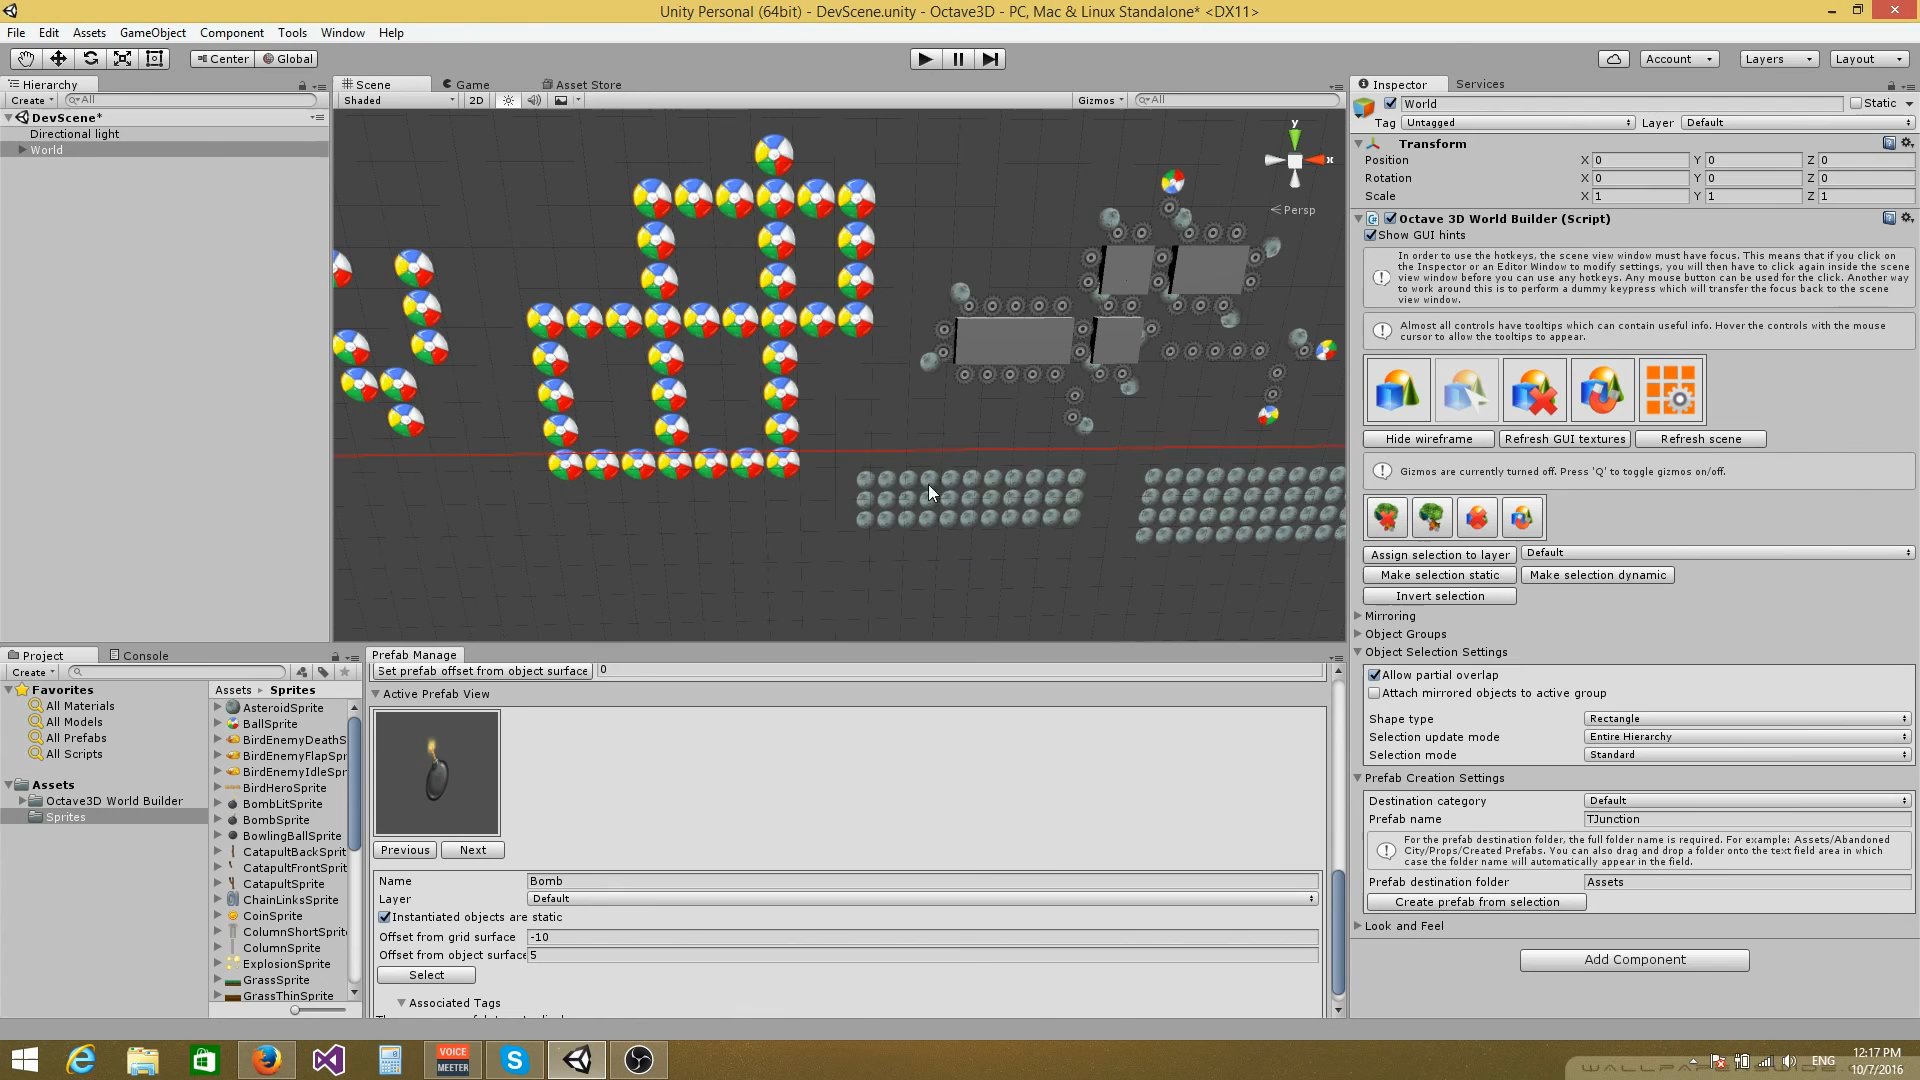 Unity Personal (64bit) - DevScene.unity - Octave3D - PC, Mac & Linux Standalone* <DX11>
File Edit Assets GameObject Component Tools Window Help
Center Global
Account Layers Layout
Hierarchy
Create All
DevScene*
Directional light
World
Scene Game Asset Store
Shaded 2D Gizmos All
y
x
Persp
Inspector Services
World Static
Tag Untagged Layer Default
Transform
Position X 0 Y 0 Z 0
Rotation X 0 Y 0 Z 0
Scale X 1 Y 1 Z 1
Octave 3D World Builder (Script)
Show GUI hints
In order to use the hotkeys, the scene view window must have focus. This means that if you click on
the Inspector or an Editor Window to modify settings, you will then have to click again inside the scene
view window before you can use any hotkeys. Any mouse button can be used for the click. Another way
to work around this is to perform a dummy keypress which will transfer the focus back to the scene
view window.
Almost all controls have tooltips which can contain useful info. Hover the controls with the mouse
cursor to allow the tooltips to appear.
Hide wireframe Refresh GUI textures Refresh scene
Gizmos are currently turned off. Press 'Q' to toggle gizmos on/off.
Assign selection to layer Default
Make selection static Make selection dynamic
Invert selection
Mirroring
Object Groups
Object Selection Settings
Allow partial overlap
Attach mirrored objects to active group
Shape type Rectangle
Selection update mode Entire Hierarchy
Selection mode Standard
Prefab Creation Settings
Destination category Default
Prefab name TJunction
For the prefab destination folder, the full folder name is required. For example: Assets/Abandoned
City/Props/Created Prefabs. You can also drag and drop a folder onto the text field area in which
case the folder name will automatically appear in the field.
Prefab destination folder Assets
Create prefab from selection
Look and Feel
Add Component
Project Console
Create
Favorites
All Materials
All Models
All Prefabs
All Scripts
Assets
Octave3D World Builder
Sprites
Assets Sprites
AsteroidSprite
BallSprite
BirdEnemyDeathS
BirdEnemyFlapSpr
BirdEnemyIdleSpr
BirdHeroSprite
BombLitSprite
BombSprite
BowlingBallSprite
CatapultBackSprit
CatapultFrontSprit
CatapultSprite
ChainLinksSprite
CoinSprite
ColumnShortSprit
ColumnSprite
ExplosionSprite
GrassSprite
GrassThinSprite
Prefab Manage
Set prefab offset from object surface 0
Active Prefab View
Previous Next
Name Bomb
Layer Default
Instantiated objects are static
Offset from grid surface -10
Offset from object surface 5
Select
Associated Tags
VOICE
MEETER
ENG
12:17 PM
10/7/2016